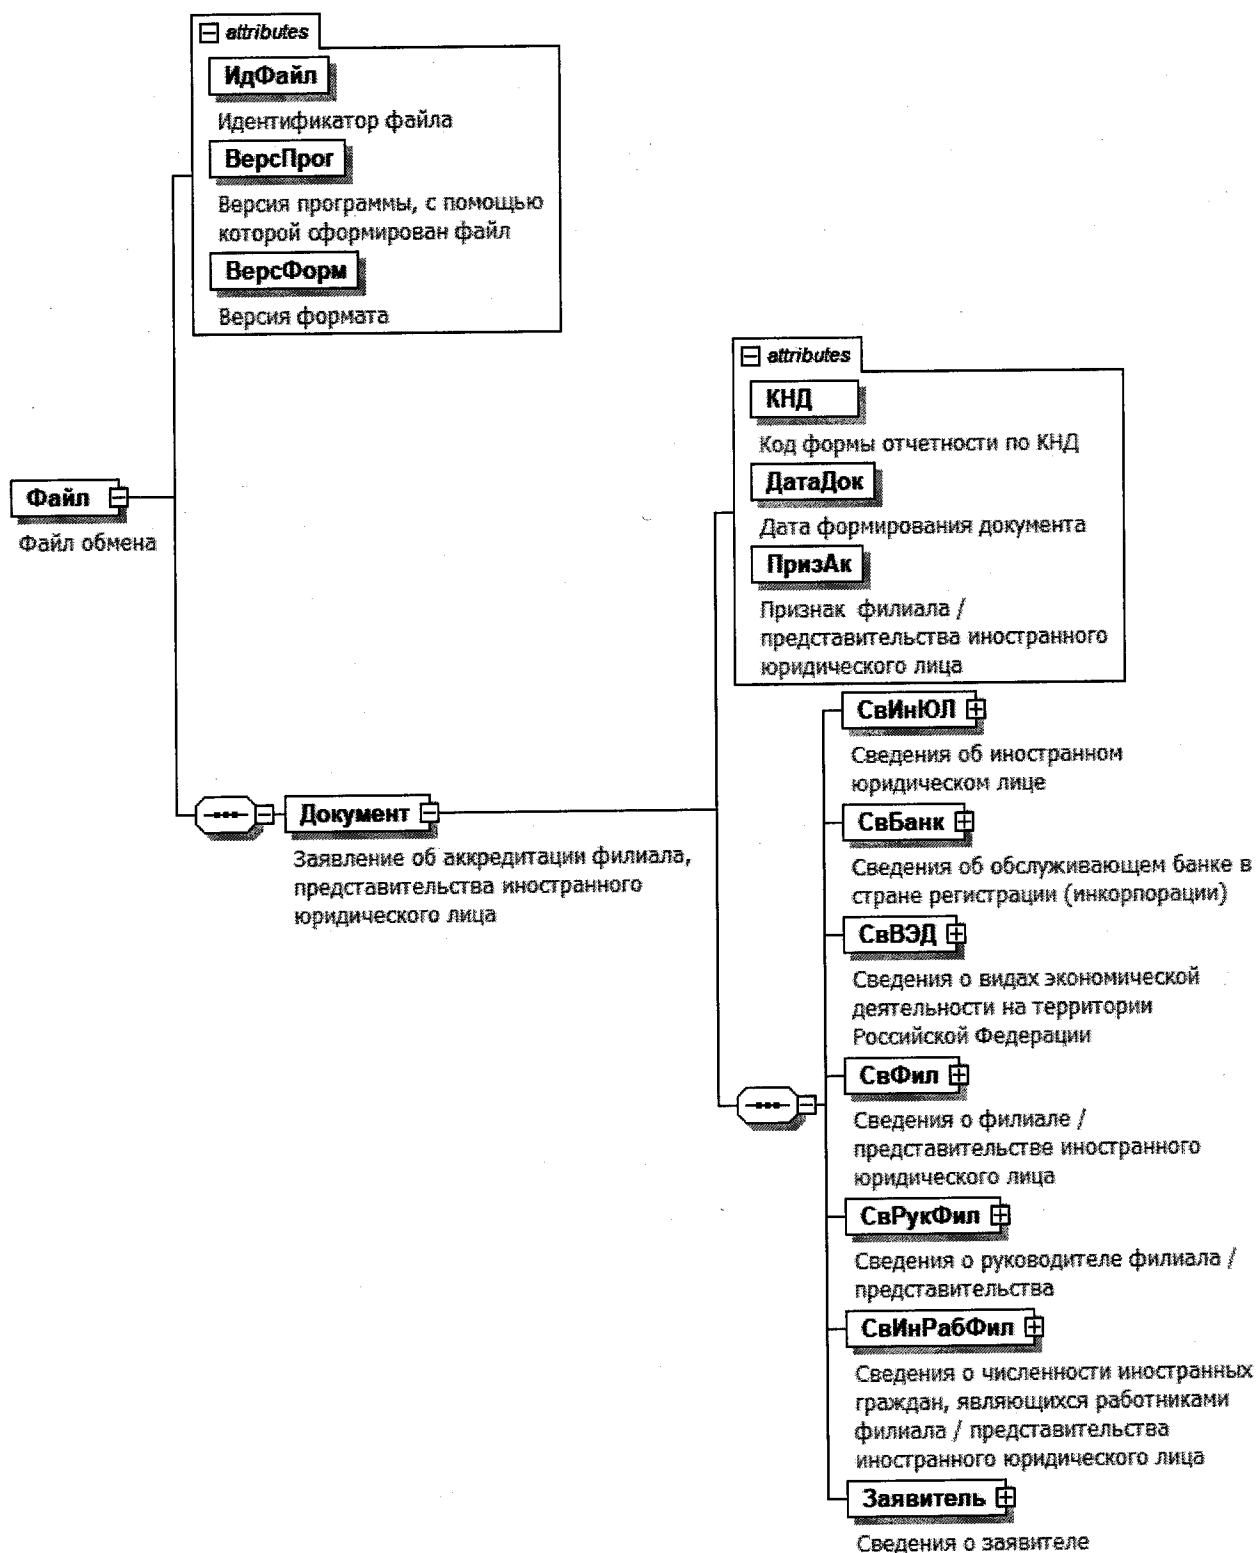 attributes
ИдФайл
Идентификатор файла
ВерсПрог
Версия программы, с помощью
которой сформирован файл
ВерсФорм
Версия формата
Файл
Файл обмена
attributes
КНД
Код формы отчетности по КНД
ДатаДок
Дата формирования документа
ПризАк
Признак филиала /
представительства иностранного
юридического лица
Документ
Заявление об аккредитации филиала,
представительства иностранного
юридического лица
СвИнЮЛ
Сведения об иностранном
юридическом лице
СвБанк
Сведения об обслуживающем банке в
стране регистрации (инкорпорации)
СвВЭД
Сведения о видах экономической
деятельности на территории
Российской Федерации
СвФил
Сведения о филиале /
представительстве иностранного
юридического лица
СвРукФил
Сведения о руководителе филиала /
представительства
СвИнРабФил
Сведения о численности иностранных
граждан, являющихся работниками
филиала / представительства
иностранного юридического лица
Заявитель
Сведения о заявителе